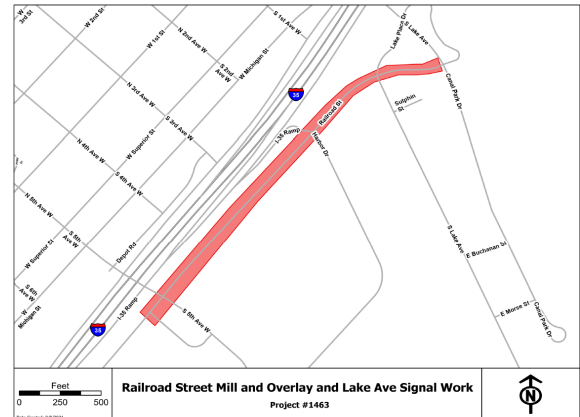 W
3rd St
W 2nd St
W 1st St
N 2nd Ave W
S 1st Ave W
S 2nd
Ave W
W Michigan St
Lake Place Dr
S Lake Ave
Canal Park Dr
N 3rd Ave W
W Superior St
S 3rd Ave W
35
Sutphin
St
Railroad St
I-35 Ramp
Harbor Dr
N 4th Ave W
S 4th Ave W
N 5th Ave W
S 5th
Ave W
Depot Rd
S Lake Ave
E Buchanan St
W Superior St
S 6th
Ave W
W
Michigan St
I-35 Ramp
S 5th Ave W
35
E Morse St
Canal Park Dr
Feet
0 250 500
Railroad Street Mill and Overlay and Lake Ave Signal Work
Project #1463
N